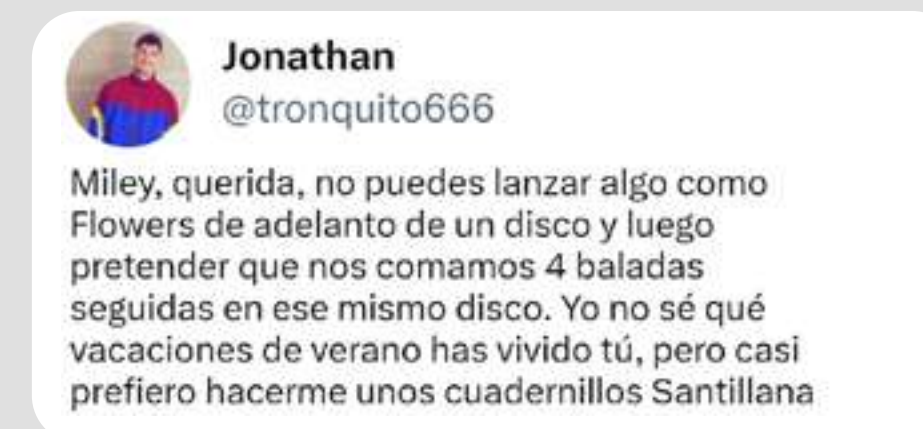 Jonathan
@tronquito666
Miley, querida, no puedes lanzar algo como
Flowers de adelanto de un disco y luego
pretender que nos comamos 4 baladas
seguidas en ese mismo disco. Yo no sé qué
vacaciones de verano has vivido tú, pero casi
prefiero hacerme unos cuadernillos Santillana